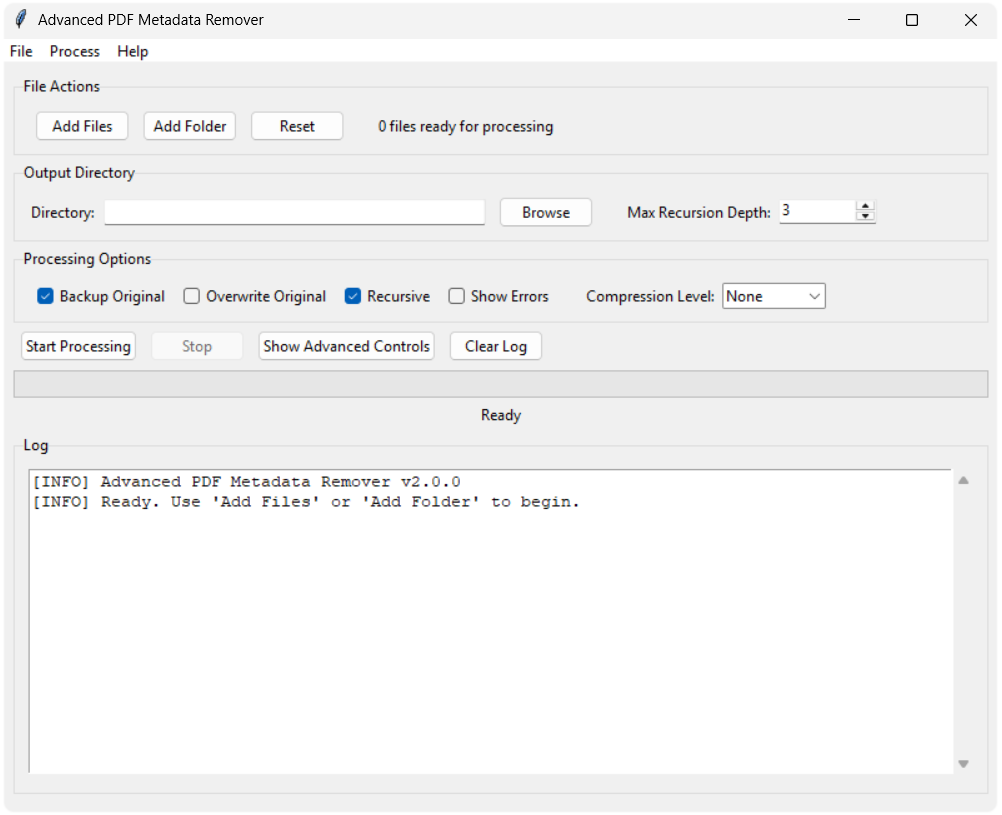 Advanced PDF Metadata Remover
File Process Help
File Actions
Add Files Add Folder Reset 0 files ready for processing
Output Directory
Directory: Browse Max Recursion Depth: 3
Processing Options
Backup Original Overwrite Original Recursive Show Errors Compression Level: None
Start Processing Stop Show Advanced Controls Clear Log
Ready
Log
[INFO] Advanced PDF Metadata Remover v2.0.0
[INFO] Ready. Use 'Add Files' or 'Add Folder' to begin.